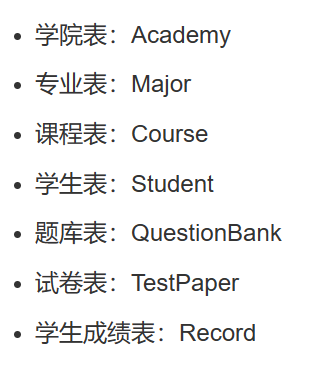 • 学院表：Academy
• 专业表：Major
• 课程表：Course
• 学生表：Student
• 题库表：QuestionBank
• 试卷表：TestPaper
• 学生成绩表：Record